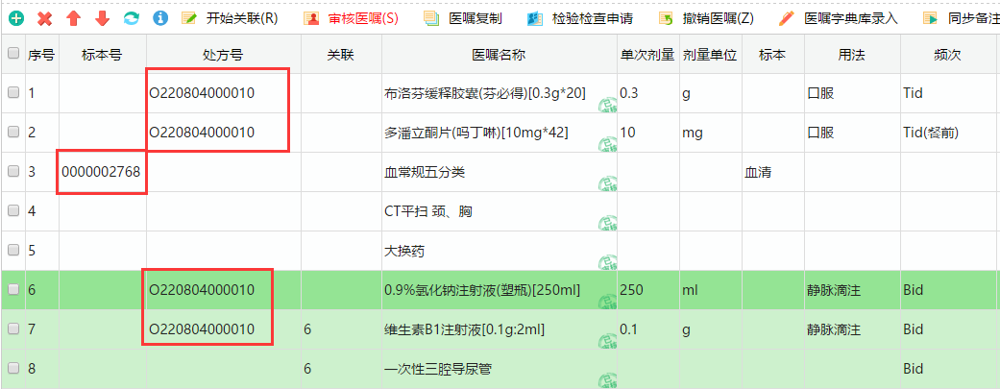 开始关联(R) 审核医嘱(S) 医嘱复制 检验检查申请 撤销医嘱(Z) 医嘱字典库录入 同步备注
序号 标本号 处方号 关联 医嘱名称 单次剂量 剂量单位 标本 用法 频次
1 O220804000010 布洛芬缓释胶囊(芬必得)[0.3g*20] 0.3 g 口服 Tid
2 O220804000010 多潘立酮片(吗丁啉)[10mg*42] 10 mg 口服 Tid(餐前)
3 0000002768 血常规五分类 血清
4 CT平扫 颈、胸
5 大换药
6 O220804000010 0.9%氯化钠注射液(塑瓶)[250ml] 250 ml 静脉滴注 Bid
7 O220804000010 6 维生素B1注射液[0.1g:2ml] 0.1 g 静脉滴注 Bid
8 6 一次性三腔导尿管 Bid